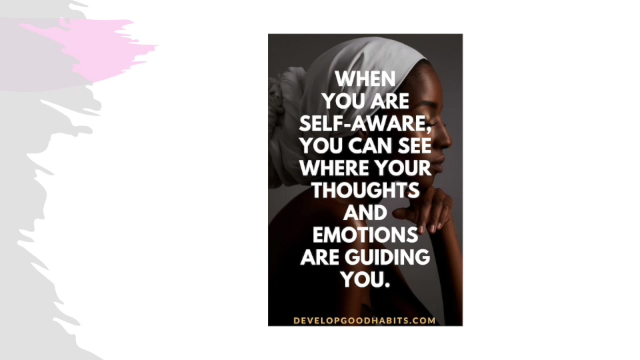 WHEN
YOU ARE
SELF-AWARE,
YOU CAN SEE
WHERE YOUR
THOUGHTS
AND
EMOTIONS
ARE GUIDING
YOU.
DEVELOPGOODHABITS.COM